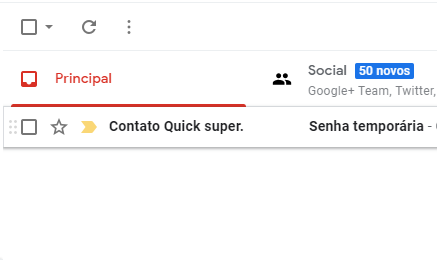 Principal
Social 50 novos
Google+ Team, Twitter,
Contato Quick super. Senha temporária -